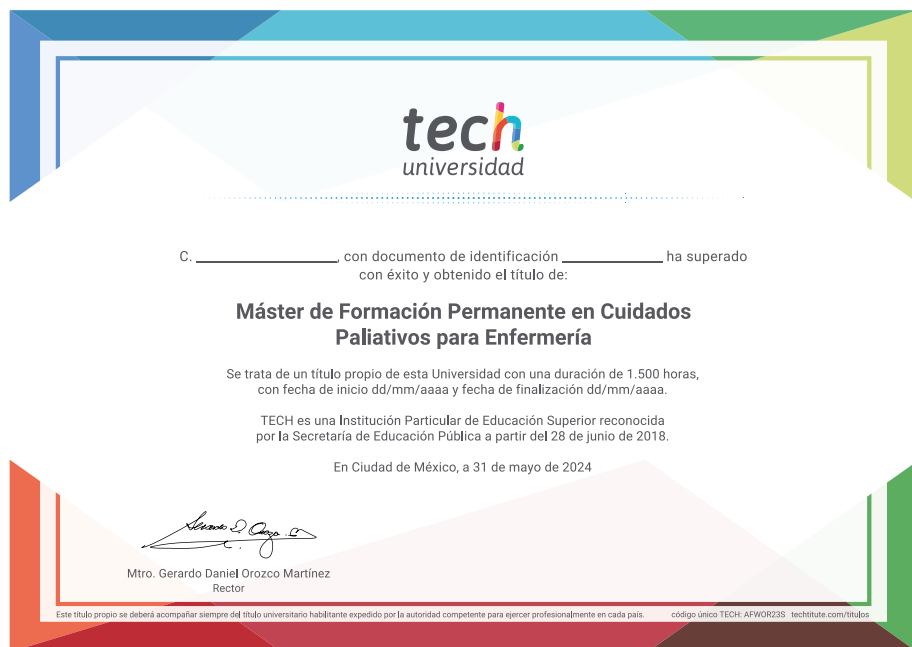 tech
universidad
C. ____________________, con documento de identificación ______________ ha superado
con éxito y obtenido el título de:
Máster de Formación Permanente en Cuidados
Paliativos para Enfermería
Se trata de un título propio de esta Universidad con una duración de 1.500 horas,
con fecha de inicio dd/mm/aaaa y fecha de finalización dd/mm/aaaa.
TECH es una Institución Particular de Educación Superior reconocida
por la Secretaría de Educación Pública a partir del 28 de junio de 2018.
En Ciudad de México, a 31 de mayo de 2024
Mtro. Gerardo Daniel Orozco Martínez
Rector
Este título propio se deberá acompañar siempre del título universitario habilitante expedido por la autoridad competente para ejercer profesionalmente en cada país. código único TECH: AFWOR23S techtitute.com/titulos